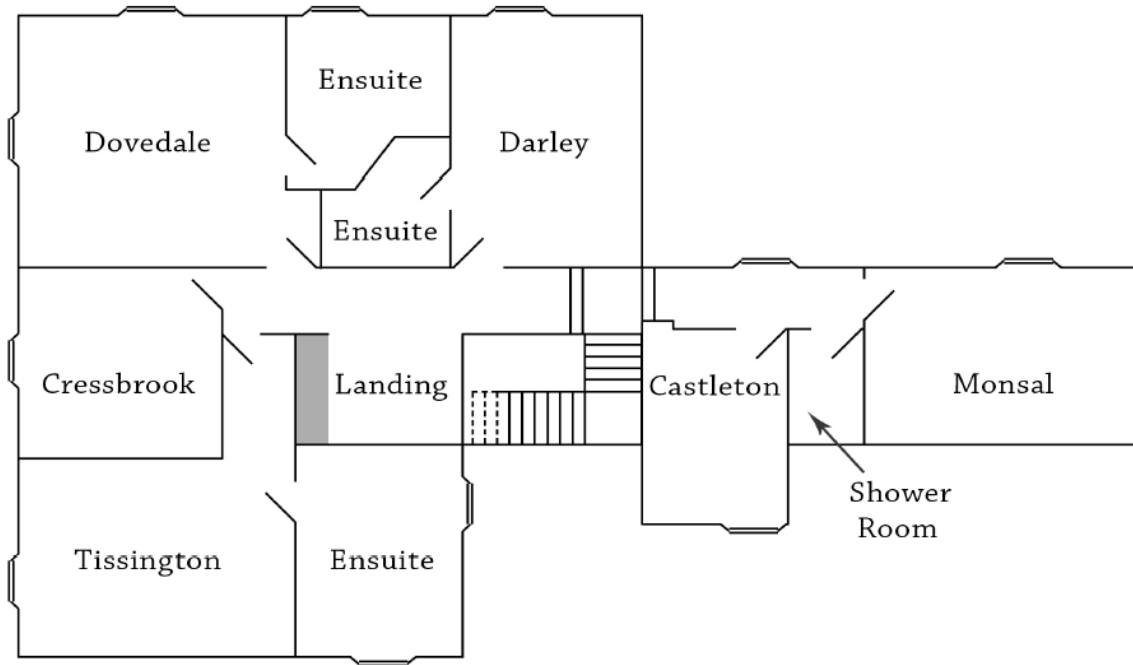 Ensuite
Dovedale
Darley
Ensuite
Cressbrook
Landing
Castleton
Monsal
Shower
Room
Tissington
Ensuite